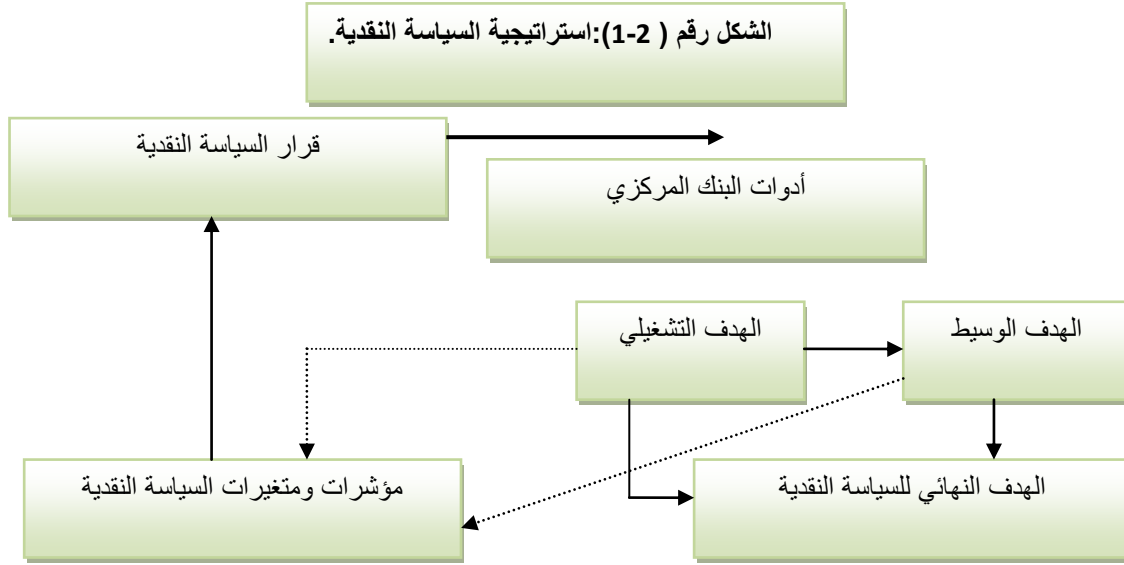 الشكل رقم ( 2-1):استراتيجية السياسة النقدية.
قرار السياسة النقدية
أدوات البنك المركزي
الهدف الوسيط
الهدف التشغيلي
الهدف النهائي للسياسة النقدية
مؤشرات ومتغيرات السياسة النقدية